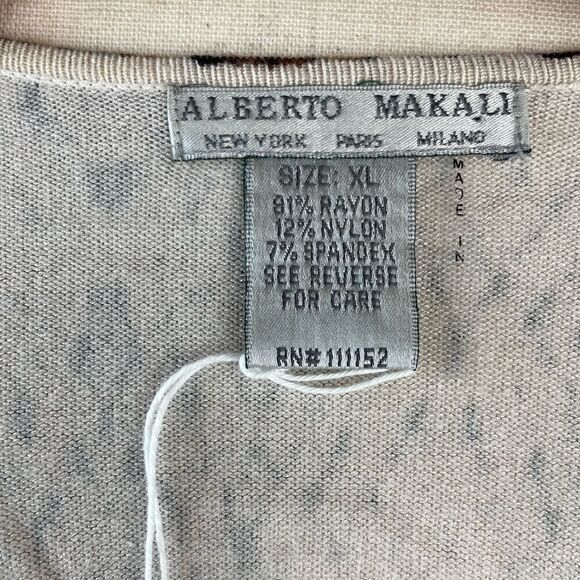 ALBERTO MAKALI
NEW YORK PARIS MILANO
MADE IN
SIZE: XL
81% RAYON
12% NYLON
7% SPANDEX
SEE REVERSE
FOR CARE
RN# 111152